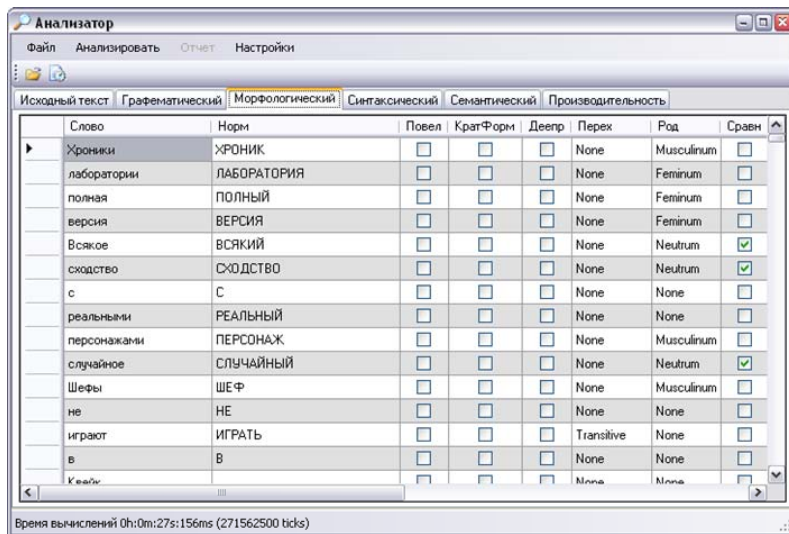 Анализатор
Файл Анализировать Отчет Настройки
Исходный текст Графематический Морфологический Синтаксический Семантический Производительность
Слово Норм Повел КратФорм Деепр Перех Род Сравн
Хроники ХРОНИК None Musculinum
лаборатории ЛАБОРАТОРИЯ None Feminum
полная ПОЛНЫЙ None Feminum
версия ВЕРСИЯ None Feminum
Всякое ВСЯКИЙ None Neutrum
сходство СХОДСТВО None Neutrum
с С None None
реальными РЕАЛЬНЫЙ None None
персонажами ПЕРСОНАЖ None Musculinum
случайное СЛУЧАЙНЫЙ None Neutrum
Шефы ШЕФ None Musculinum
не НЕ None None
играют ИГРАТЬ Transitive None
в В None None
Квейк None None
Время вычислений 0h:0m:27s:156ms (271562500 ticks)